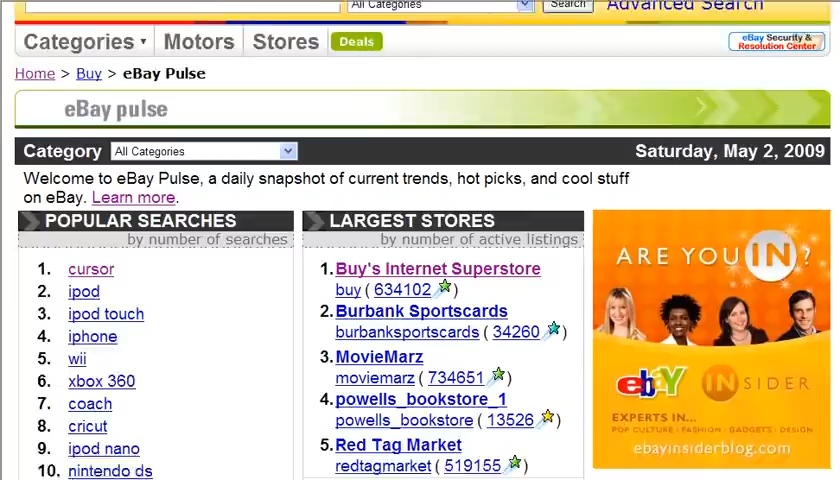 All Categories Search Advanced Search
Categories Motors Stores Deals eBay Security &
Resolution Center
Home > Buy > eBay Pulse
eBay pulse
Category All Categories Saturday, May 2, 2009
Welcome to eBay Pulse, a daily snapshot of current trends, hot picks, and cool stuff
on eBay. Learn more.
POPULAR SEARCHES
by number of searches
1. cursor
2. ipod
3. ipod touch
4. iphone
5. wii
6. xbox 360
7. coach
8. cricut
9. ipod nano
10. nintendo ds
LARGEST STORES
by number of active listings
1. Buy's Internet Superstore
buy ( 634102 )
2. Burbank Sportscards
burbanksportscards ( 34260 )
3. MovieMarz
moviemarz ( 734651 )
4. powells_bookstore_1
powells_bookstore ( 13526 )
5. Red Tag Market
redtagmarket ( 519155 )
ARE YOU IN ?
ebay INSIDER
EXPERTS IN...
POP CULTURE · FASHION · GADGETS · DESIGN
ebayinsiderblog.com